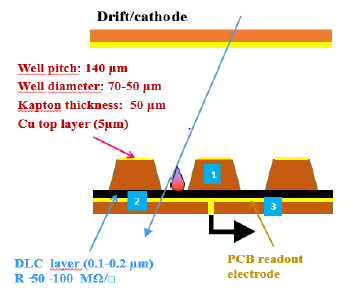 Drift/cathode
Well pitch: 140 µm
Well diameter: 70-50 µm
Kapton thickness: 50 µm
Cu top layer (5µm)
1
2
3
DLC layer (0.1-0.2 µm)
R 50 -100 MΩ/□
PCB readout
electrode